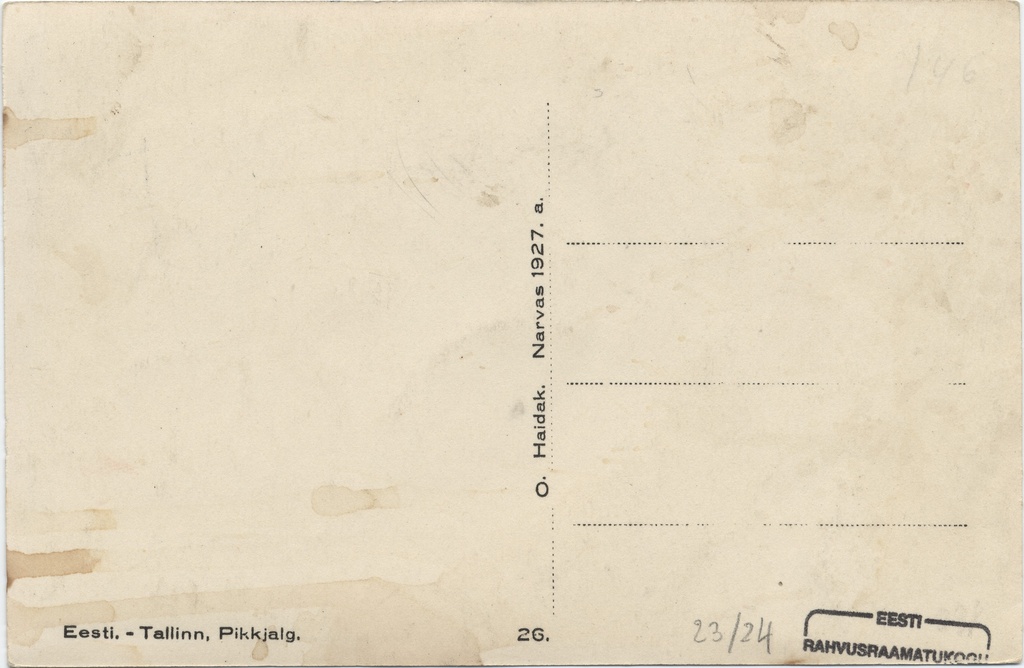 146
O. Haidak. Narvas 1927. a.
Eesti. - Tallinn, Pikkjalg.
26.
23/24
EESTI
RAHVUSRAAMATUKOGU